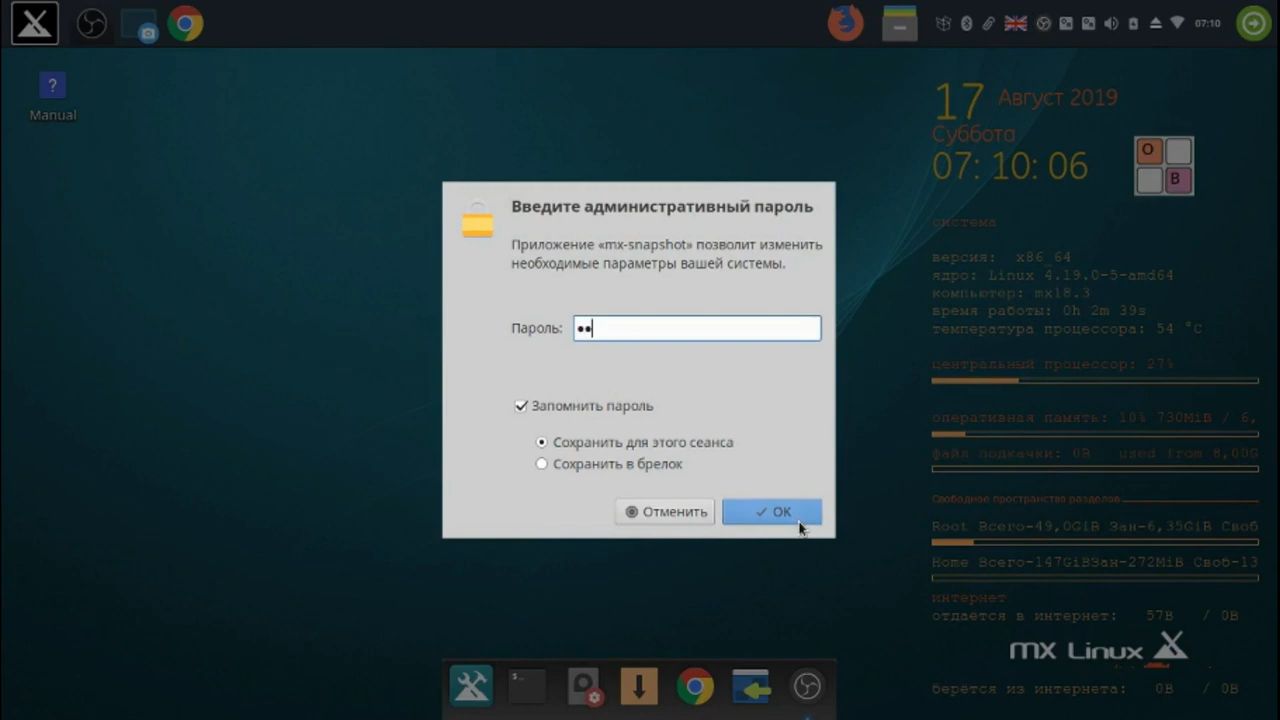 07:10
?
Manual
17 Август 2019
Суббота
07: 10: 06
O
B
Введите административный пароль
Приложение «mx-snapshot» позволит изменить
необходимые параметры вашей системы.
Пароль: ●●
Запомнить пароль
Сохранить для этого сеанса
Сохранить в брелок
Отменить
OK
система
версия: x86_64
ядро: Linux 4.19.0-5-amd64
компьютер: mx18.3
время работы: 0h 2m 39s
температура процессора: 54 °C
центральный процессор: 27%
оперативная память: 10% 730MiB / 6,
файл подкачки: 0B used from 8,00G
Свободное пространство разделов
Root Всего-49,0GiB Зан-6,35GiB Своб
Home Всего-147GiBЗан-272MiB Своб-13
интернет
отдается в интернет: 57B / 0B
MX Linux
берётся из интернета: 0B / 0B
$_